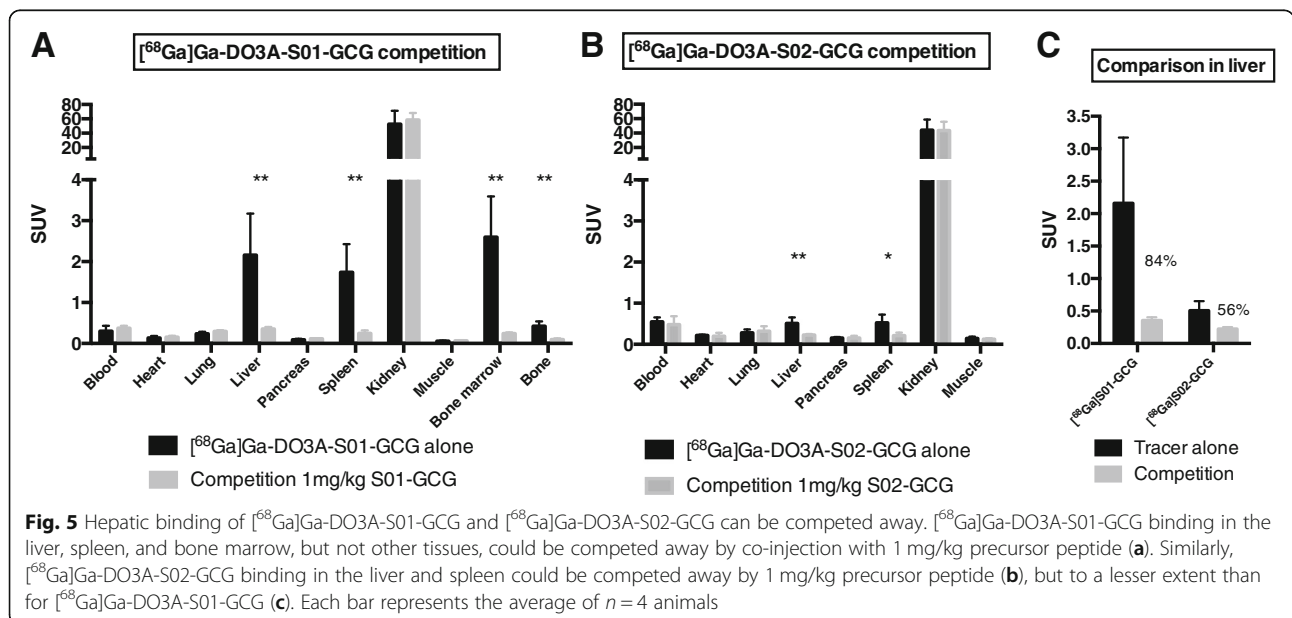 A
[⁶⁸Ga]Ga-DO3A-S01-GCG competition
SUV
80
60
40
20
4
3
2
1
0
**
**
**
**
Blood
Heart
Lung
Liver
Pancreas
Spleen
Kidney
Muscle
Bone marrow
Bone
[⁶⁸Ga]Ga-DO3A-S01-GCG alone
Competition 1mg/kg S01-GCG
B
[⁶⁸Ga]Ga-DO3A-S02-GCG competition
SUV
80
60
40
20
4
3
2
1
0
**
*
Blood
Heart
Lung
Liver
Pancreas
Spleen
Kidney
Muscle
[⁶⁸Ga]Ga-DO3A-S02-GCG alone
Competition 1mg/kg S02-GCG
C
Comparison in liver
SUV
3.5
3.0
2.5
2.0
1.5
1.0
0.5
0.0
84%
56%
[⁶⁸Ga]S01-GCG
[⁶⁸Ga]S02-GCG
Tracer alone
Competition
Fig. 5 Hepatic binding of [⁶⁸Ga]Ga-DO3A-S01-GCG and [⁶⁸Ga]Ga-DO3A-S02-GCG can be competed away. [⁶⁸Ga]Ga-DO3A-S01-GCG binding in the
liver, spleen, and bone marrow, but not other tissues, could be competed away by co-injection with 1 mg/kg precursor peptide (a). Similarly,
[⁶⁸Ga]Ga-DO3A-S02-GCG binding in the liver and spleen could be competed away by 1 mg/kg precursor peptide (b), but to a lesser extent than
for [⁶⁸Ga]Ga-DO3A-S01-GCG (c). Each bar represents the average of n = 4 animals